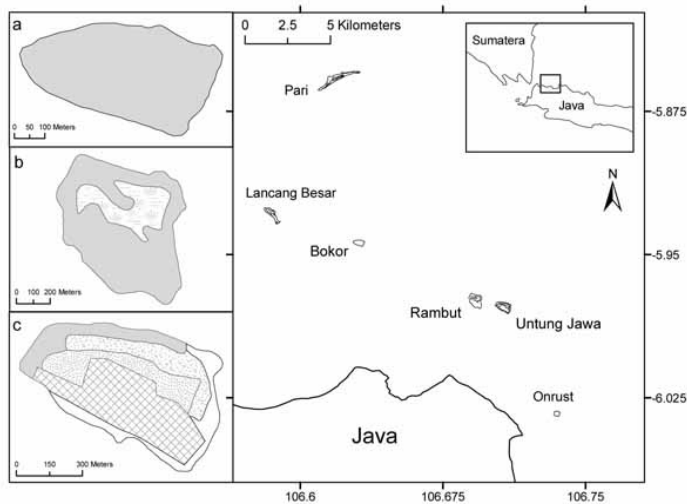 a
0 50 100 Meters
b
0 100 200 Meters
c
0 150 300 Meters
0 2.5 5 Kilometers
Sumatera
Java
Pari
-5.875
N
Lancang Besar
Bokor
-5.95
Rambut
Untung Jawa
Onrust
-6.025
Java
106.6
106.675
106.75